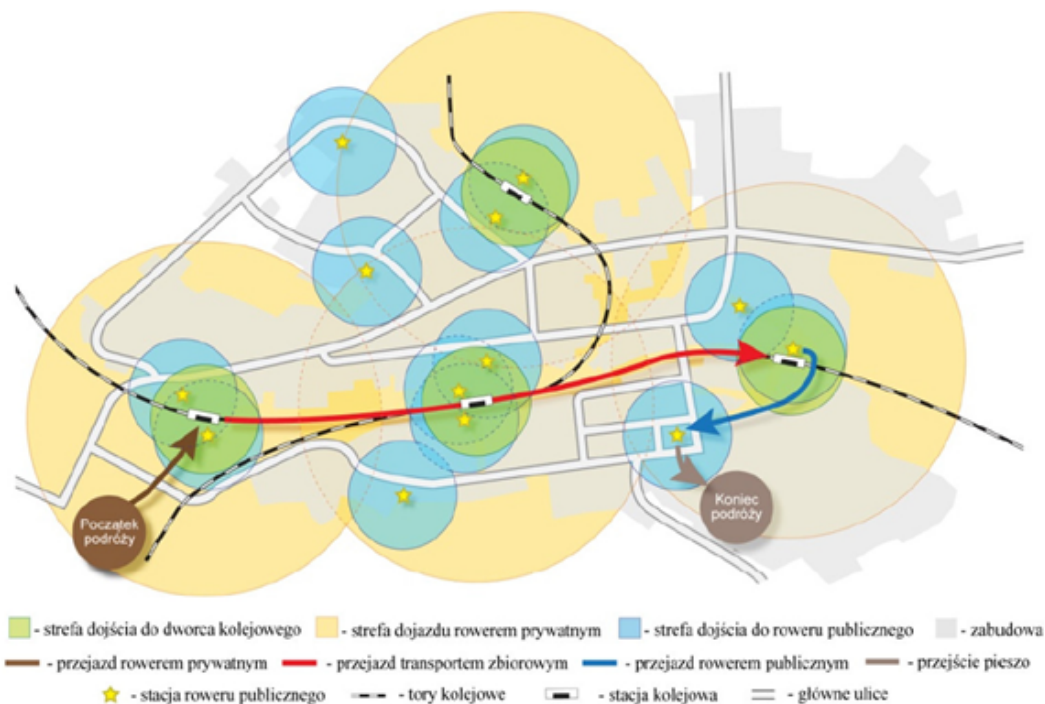 Początek
podróży
Koniec
podróży
- strefa dojścia do dworca kolejowego - strefa dojazdu rowerem prywatnym - strefa dojścia do roweru publicznego - zabudowa
- przejazd rowerem prywatnym - przejazd transportem zbiorowym - przejazd rowerem publicznym - przejście pieszo
- stacja roweru publicznego - tory kolejowe - stacja kolejowa - główne ulice